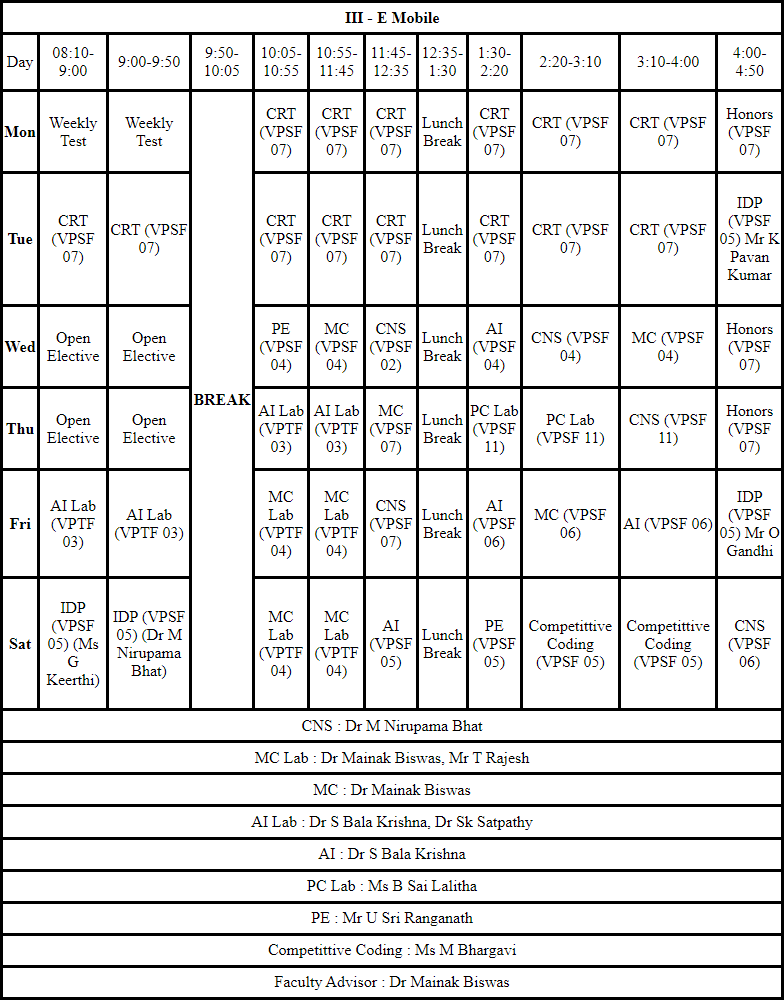 III - E Mobile
Day 08:10-9:00 9:00-9:50 9:50-10:05 10:05-10:55 10:55-11:45 11:45-12:35 12:35-1:30 1:30-2:20 2:20-3:10 3:10-4:00 4:00-4:50
Mon Weekly Test Weekly Test CRT (VPSF 07) CRT (VPSF 07) CRT (VPSF 07) Lunch Break CRT (VPSF 07) CRT (VPSF 07) CRT (VPSF 07) Honors (VPSF 07)
Tue CRT (VPSF 07) CRT (VPSF 07) CRT (VPSF 07) CRT (VPSF 07) CRT (VPSF 07) Lunch Break CRT (VPSF 07) CRT (VPSF 07) CRT (VPSF 07) IDP (VPSF 05) Mr K Pavan Kumar
Wed Open Elective Open Elective PE (VPSF 04) MC (VPSF 04) CNS (VPSF 02) Lunch Break AI (VPSF 04) CNS (VPSF 04) MC (VPSF 04) Honors (VPSF 07)
BREAK
Thu Open Elective Open Elective AI Lab (VPTF 03) AI Lab (VPTF 03) MC (VPSF 07) Lunch Break PC Lab (VPSF 11) PC Lab (VPSF 11) CNS (VPSF 11) Honors (VPSF 07)
Fri AI Lab (VPTF 03) AI Lab (VPTF 03) MC Lab (VPTF 04) MC Lab (VPTF 04) CNS (VPSF 07) Lunch Break AI (VPSF 06) MC (VPSF 06) AI (VPSF 06) IDP (VPSF 05) Mr O Gandhi
Sat IDP (VPSF 05) (Ms G Keerthi) IDP (VPSF 05) (Dr M Nirupama Bhat) MC Lab (VPTF 04) MC Lab (VPTF 04) AI (VPSF 05) Lunch Break PE (VPSF 05) Competittive Coding (VPSF 05) Competittive Coding (VPSF 05) CNS (VPSF 06)
CNS : Dr M Nirupama Bhat
MC Lab : Dr Mainak Biswas, Mr T Rajesh
MC : Dr Mainak Biswas
AI Lab : Dr S Bala Krishna, Dr Sk Satpathy
AI : Dr S Bala Krishna
PC Lab : Ms B Sai Lalitha
PE : Mr U Sri Ranganath
Competittive Coding : Ms M Bhargavi
Faculty Advisor : Dr Mainak Biswas